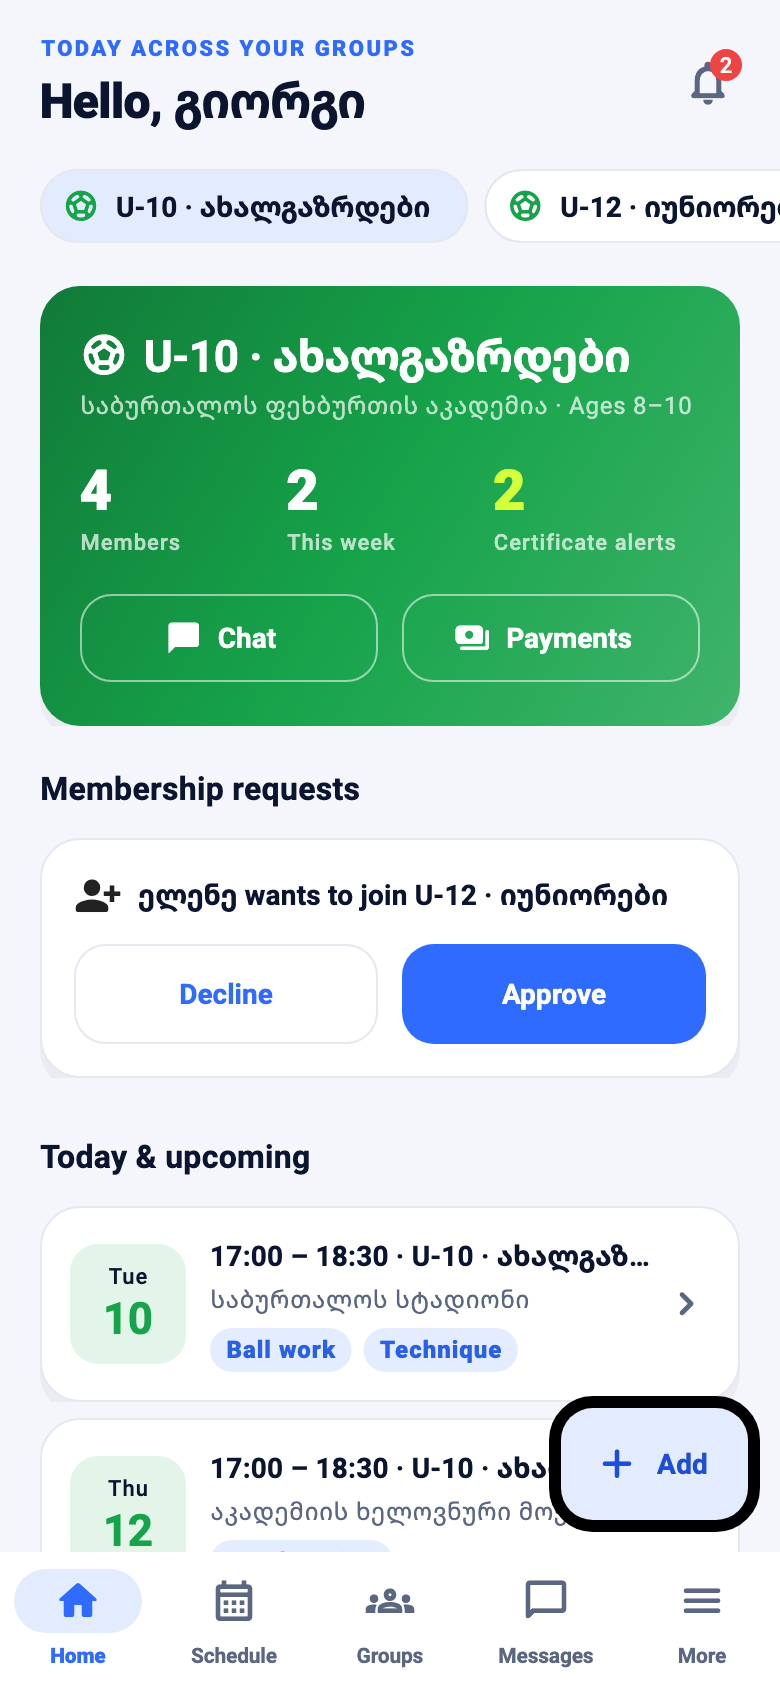 TODAY ACROSS YOUR GROUPS
Hello, გიორგი
2
U-10 · ახალგაზრდები
U-12 · იუნიორე
U-10 · ახალგაზრდები
საბურთალოს ფეხბურთის აკადემია · Ages 8–10
4 2 2
Members This week Certificate alerts
Chat Payments
Membership requests
ელენე wants to join U-12 · იუნიორები
Decline Approve
Today & upcoming
Tue
10
17:00 – 18:30 · U-10 · ახალგაზ...
საბურთალოს სტადიონი
Ball work Technique
Thu
12
17:00 – 18:30 · U-10 · ახა
აკადემიის ხელოვნური მოე
Add
Home Schedule Groups Messages More